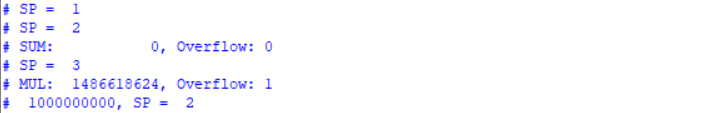 # SP =  1
# SP =  2
# SUM:           0, Overflow: 0
# SP =  3
# MUL:  1486618624, Overflow: 1
#  1000000000, SP =  2